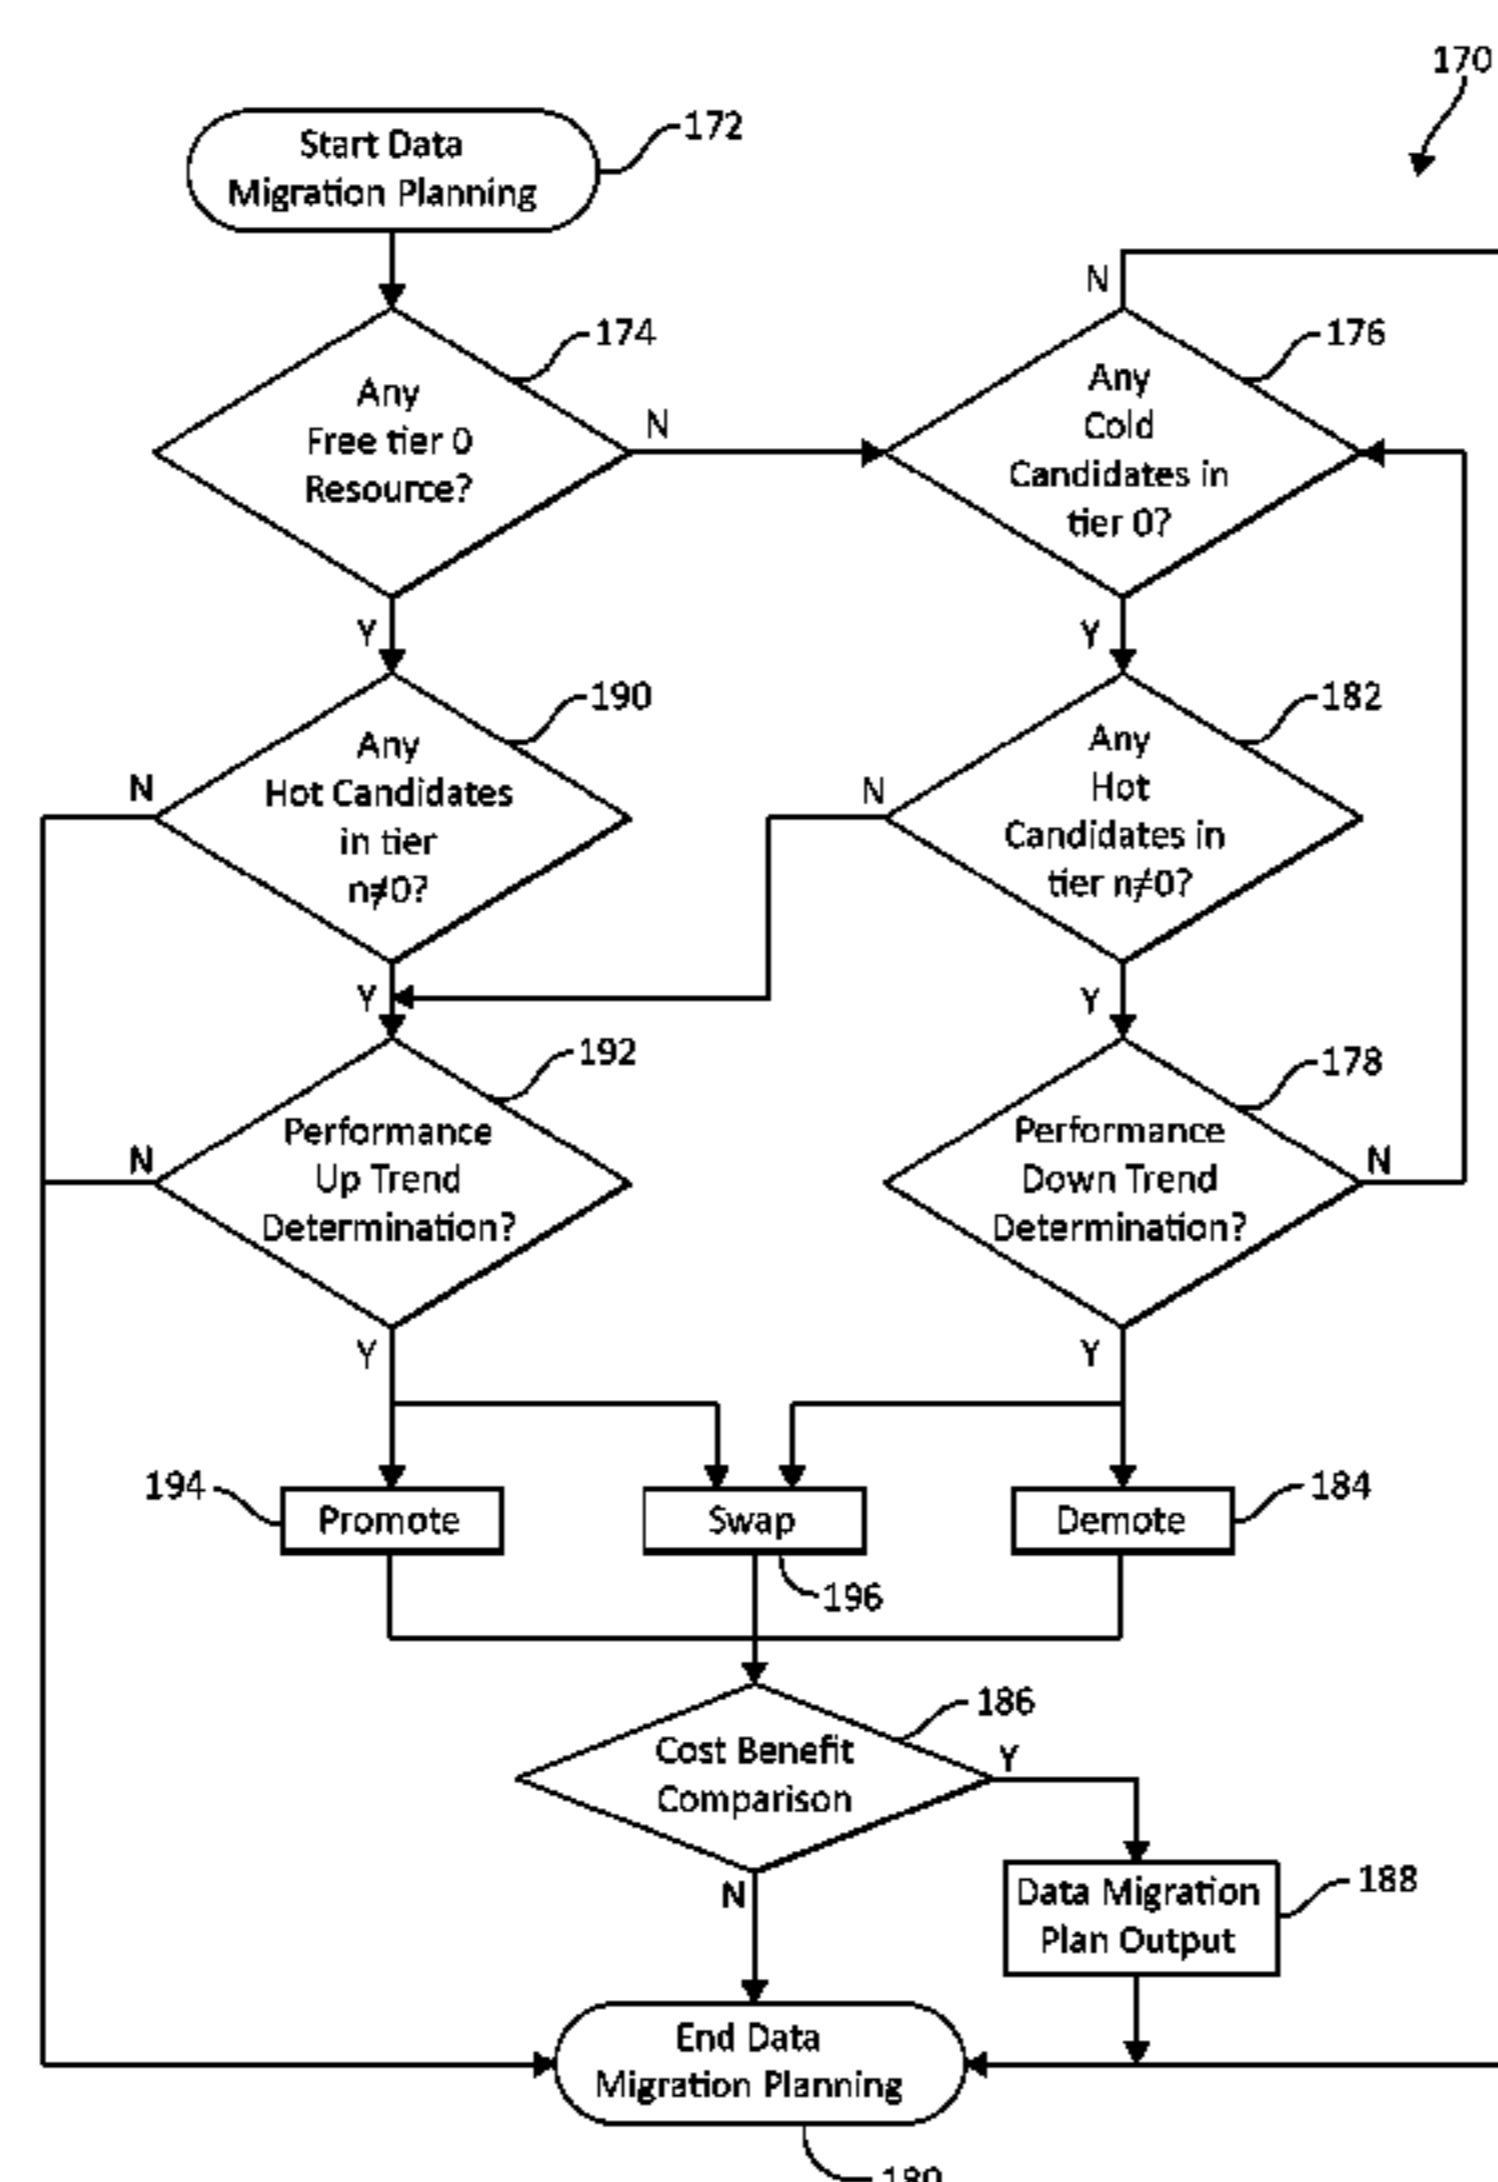 170
Start Data
Migration Planning
172
N
174
Any
Free tier 0
Resource?
N
176
Any
Cold
Candidates in
tier 0?
Y
Y
190
Any
Hot Candidates
in tier
n≠0?
N
182
Any
Hot
Candidates in
tier n≠0?
N
Y
Y
192
Performance
Up Trend
Determination?
N
178
Performance
Down Trend
Determination?
N
Y
Y
194
Promote
Swap
196
Demote
184
186
Cost Benefit
Comparison
Y
N
Data Migration
Plan Output
188
End Data
Migration Planning